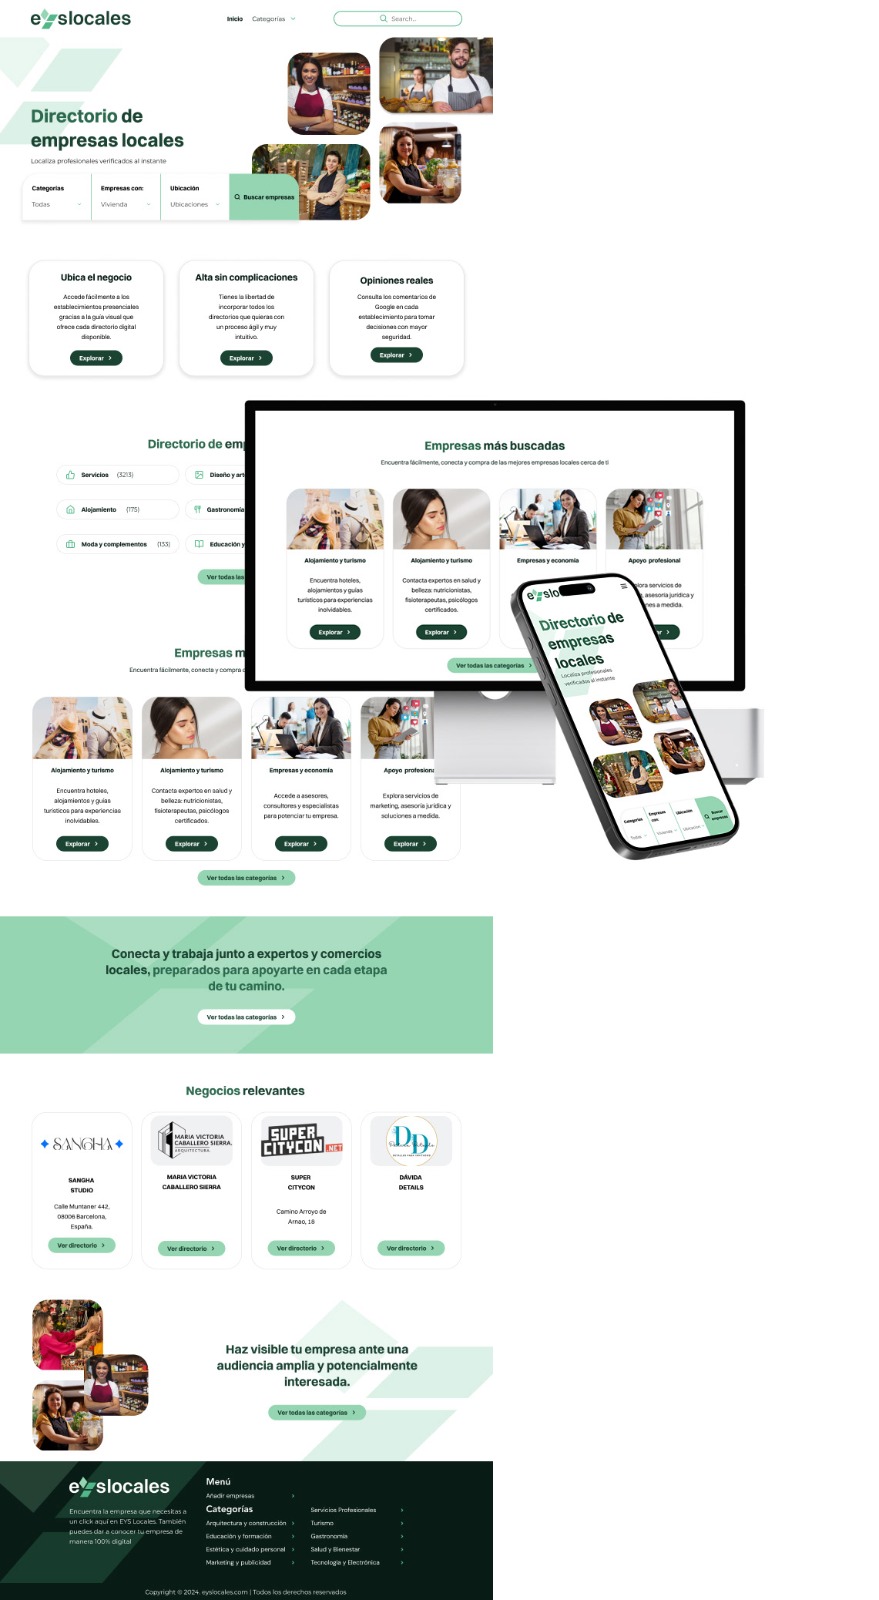 eyslocales
Inicio
Categorías
Search...
Directorio de
empresas locales
Localiza profesionales verificados al instante
Categorías
Todas
Empresas con:
Vivienda
Ubicación
Ubicaciones
Buscar empresas
Ubica el negocio
Accede fácilmente a los
establecimientos presenciales
gracias a la guía visual que
ofrece cada directorio digital
disponible.
Explorar
Alta sin complicaciones
Tienes la libertad de
incorporar todos los
directorios que quieras con
un proceso ágil y muy
intuitivo.
Explorar
Opiniones reales
Consulta los comentarios de
Google en cada
establecimiento para tomar
decisiones con mayor
seguridad.
Explorar
Directorio de emp
Servicios (3213)
Diseño y art
Alojamiento (175)
Gastronomía
Moda y complementos (133)
Educación y
Ver todas las
Empresas m
Encuentra fácilmente, conecta y compra d
Alojamiento y turismo
Encuentra hoteles,
alojamientos y guías
turísticos para experiencias
inolvidables.
Explorar
Alojamiento y turismo
Contacta expertos en salud y
belleza: nutricionistas,
fisioterapeutas, psicólogos
certificados.
Explorar
Empresas y economía
Accede a asesores,
consultores y especialistas
para potenciar tu empresa.
Explorar
Apoyo profesiona
Explora servicios de
marketing, asesoría jurídica y
soluciones a medida.
Explorar
Ver todas las categorías
Empresas más buscadas
Encuentra fácilmente, conecta y compra de las mejores empresas locales cerca de ti
Alojamiento y turismo
Encuentra hoteles,
alojamientos y guías
turísticos para experiencias
inolvidables.
Explorar
Alojamiento y turismo
Contacta expertos en salud y
belleza: nutricionistas,
fisioterapeutas, psicólogos
certificados.
Explorar
Empresas y economía
Apoyo profesional
plora servicios de
, asesoría jurídica y
nes a medida.
ar
Ver todas las categorías
eyslo
Directorio de
empresas
locales
Localiza profesionales
verificados al instante
Categorías
Todas
Empresas
con:
Vivienda
Ubicación
Ubicaciones
Buscar
empresas
Conecta y trabaja junto a expertos y comercios
locales, preparados para apoyarte en cada etapa
de tu camino.
Ver todas las categorías
Negocios relevantes
SANGHA
SANGHA
STUDIO
Calle Muntaner 442,
08006 Barcelona,
España.
Ver directorio
MARIA VICTORIA
CABALLERO SIERRA.
ARQUITECTURA
MARIA VICTORIA
CABALLERO SIERRA
Ver directorio
SUPER
CITYCON .NET
SUPER
CITYCON
Camino Arroyo de
Arnao, 18
Ver directorio
DD
DÁVIDA
DETAILS
Ver directorio
Haz visible tu empresa ante una
audiencia amplia y potencialmente
interesada.
Ver todas las categorías
eyslocales
Encuentra la empresa que necesitas a
un click aquí en EYS Locales. También
puedes dar a conocer tu empresa de
manera 100% digital
Menú
Añadir empresas
Categorías
Arquitectura y construcción
Educación y formación
Estética y cuidado personal
Marketing y publicidad
Servicios Profesionales
Turismo
Gastronomía
Salud y Bienestar
Tecnología y Electrónica
Copyright © 2024. eyslocales.com | Todos los derechos reservados